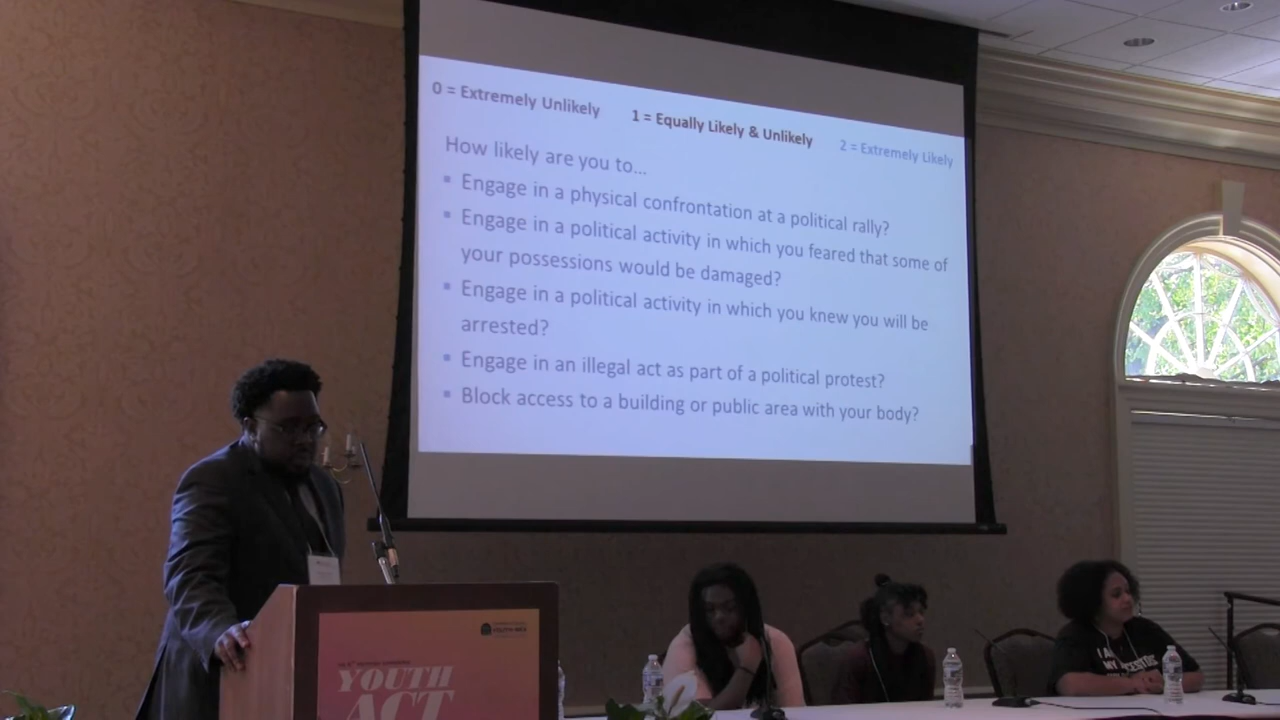 0 = Extremely Unlikely
1 = Equally Likely & Unlikely
2 = Extremely Likely
How likely are you to...
▪ Engage in a physical confrontation at a political rally?
▪ Engage in a political activity in which you feared that some of
your possessions would be damaged?
▪ Engage in a political activity in which you knew you will be
arrested?
▪ Engage in an illegal act as part of a political protest?
▪ Block access to a building or public area with your body?
YOUTH
ACT
I AM
MY